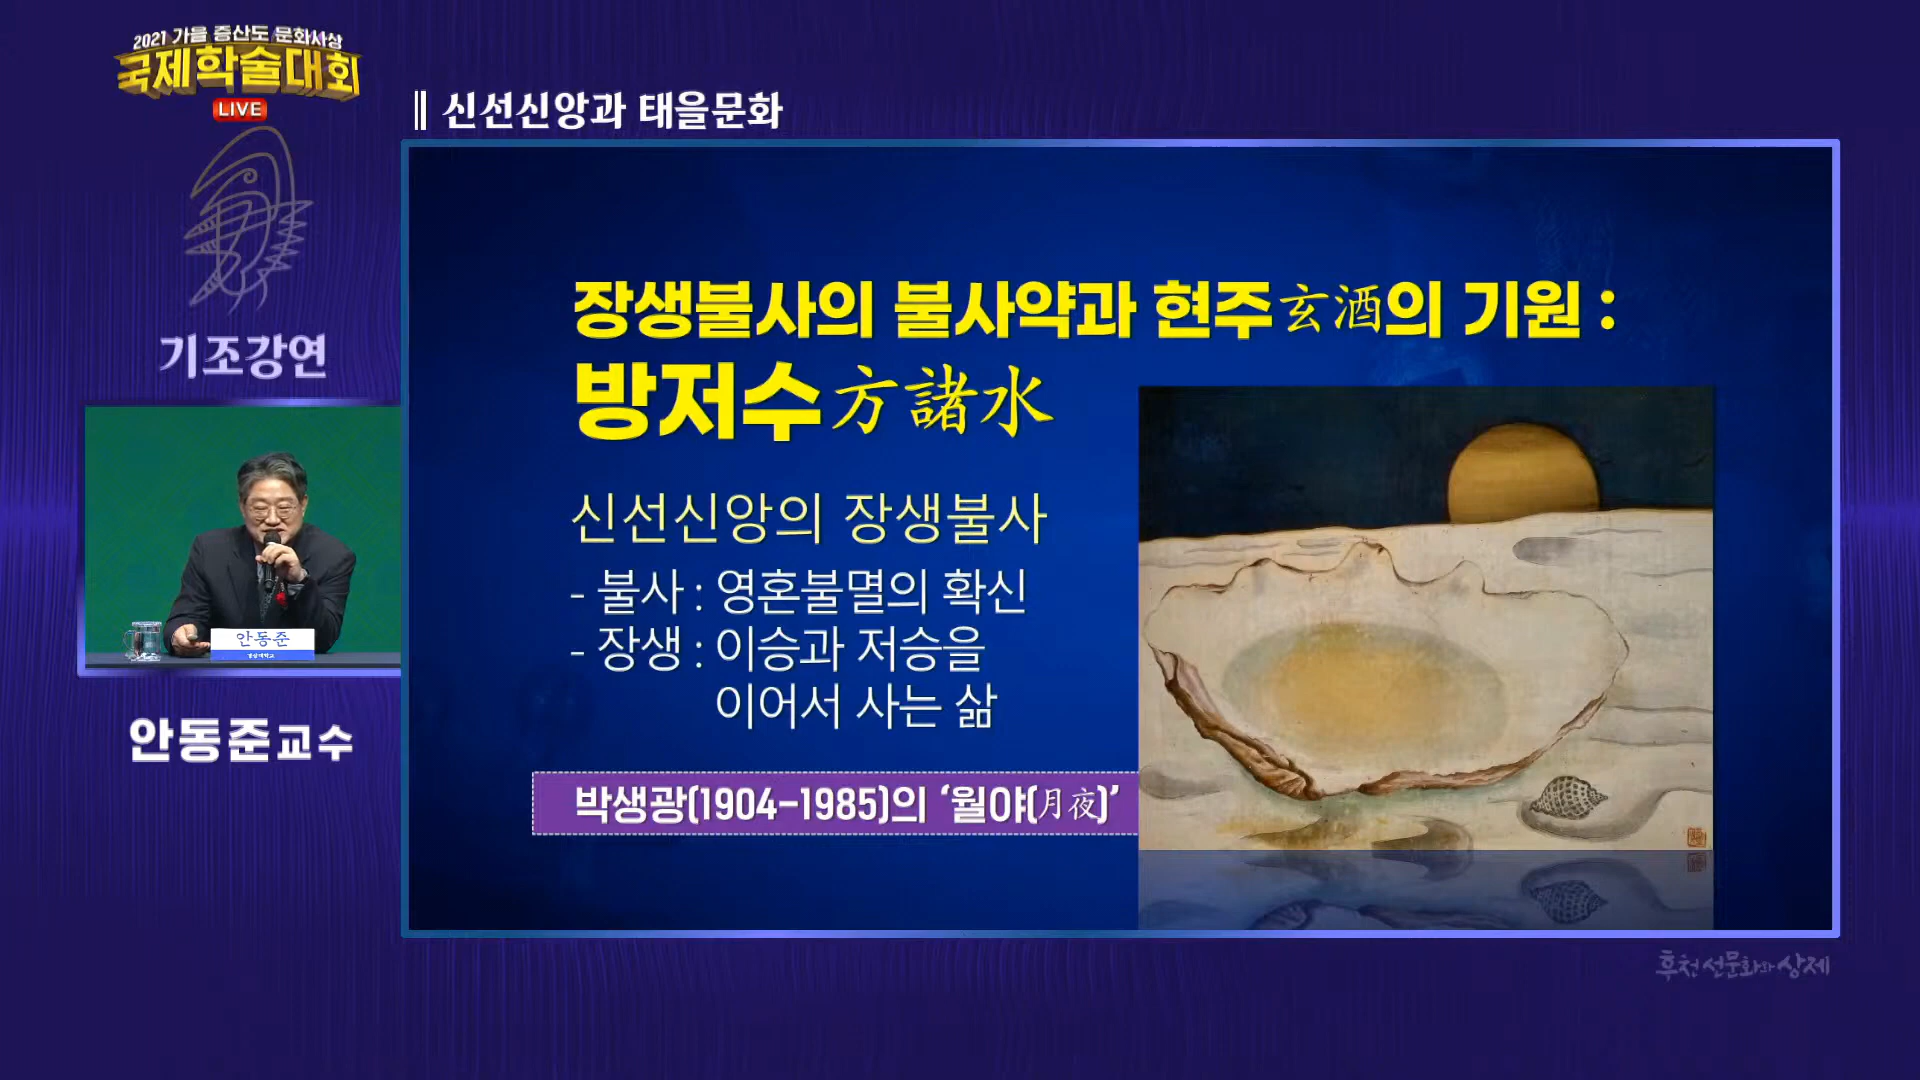 2021 가을 증산도 문화사상
국제학술대회
LIVE
기조강연
안동준
경상대학교
안동준교수
신선신앙과 태을문화
장생불사의 불사약과 현주玄酒의 기원 :
방저수方諸水
신선신앙의 장생불사
- 불사 : 영혼불멸의 확신
- 장생 : 이승과 저승을
이어서 사는 삶
박생광(1904-1985)의 ‘월야(月夜)’
후천 선문화와 상제